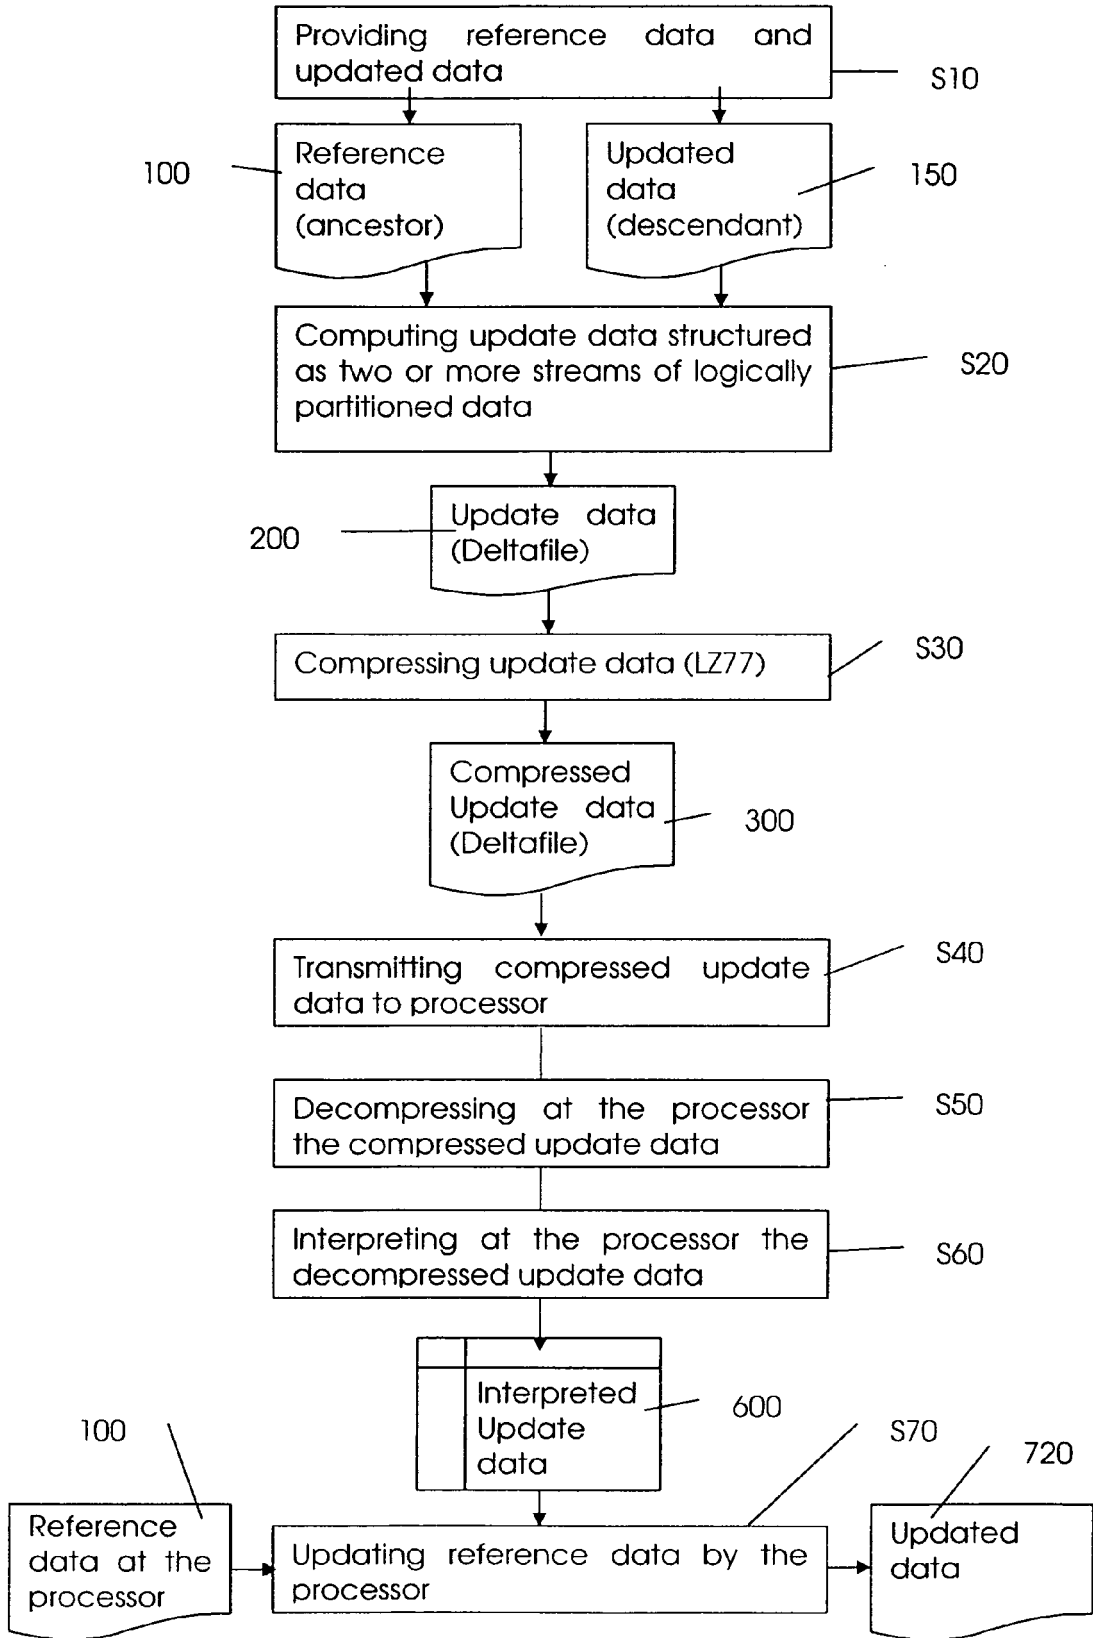 Providing reference data and
updated data
S10
100
Reference
data
(ancestor)
Updated
data
(descendant)
150
Computing update data structured
as two or more streams of logically
partitioned data
S20
200
Update data
(Deltafile)
Compressing update data (LZ77)
S30
Compressed
Update data
(Deltafile)
300
Transmitting compressed update
data to processor
S40
Decompressing at the processor
the compressed update data
S50
Interpreting at the processor the
decompressed update data
S60
Interpreted
Update
data
600
100
S70
720
Reference
data at the
processor
Updating reference data by the
processor
Updated
data